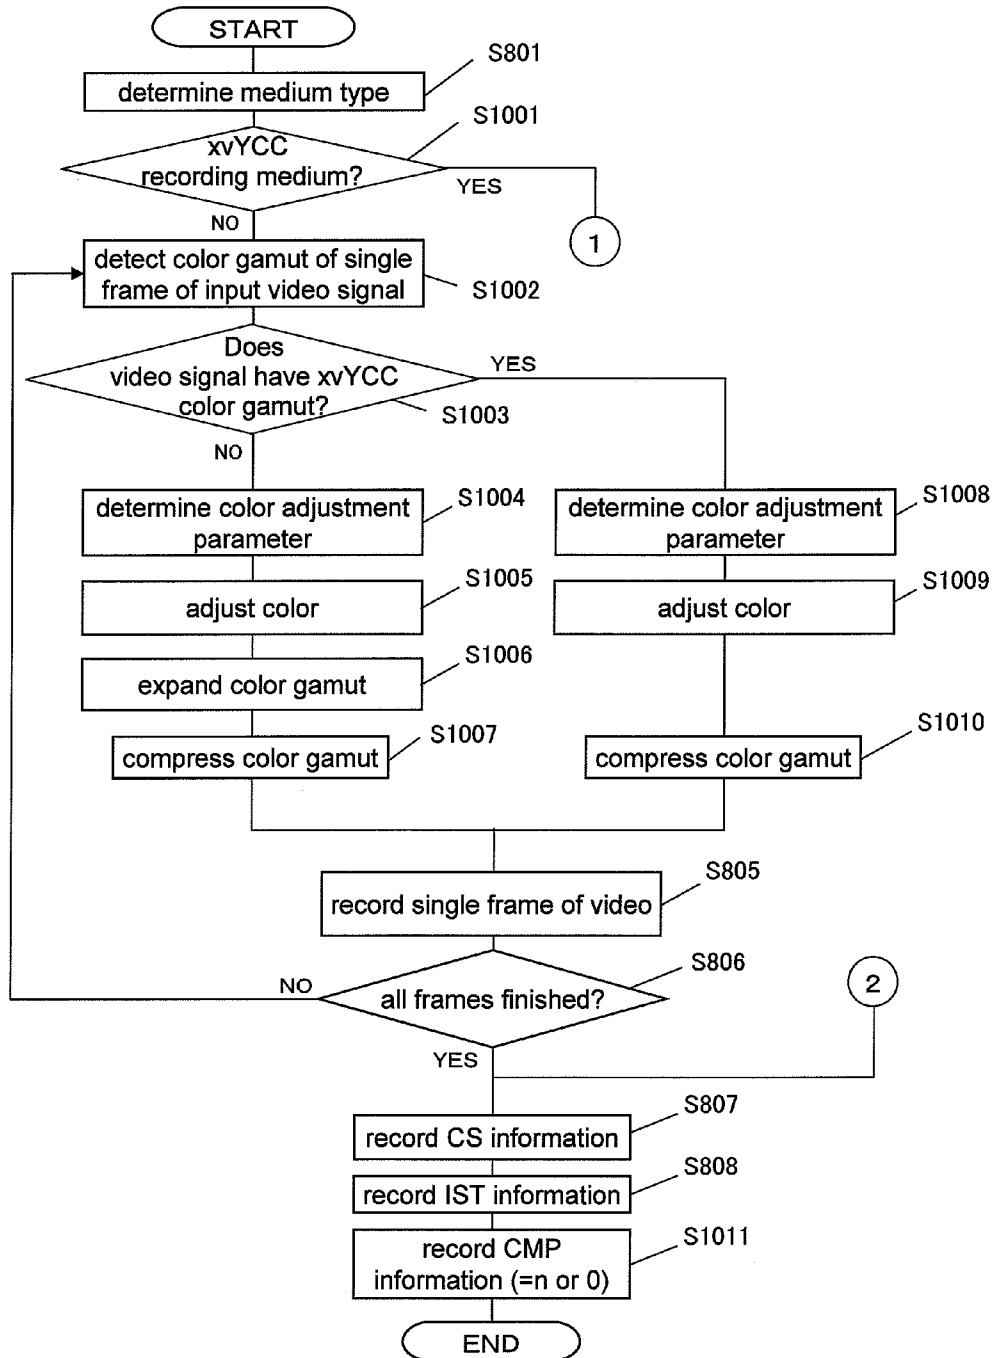 START
S801
determine medium type
S1001
xvYCC
recording medium?
YES
NO
1
detect color gamut of single
frame of input video signal
S1002
Does
video signal have xvYCC
color gamut?
YES
S1003
NO
determine color adjustment
parameter
S1004
determine color adjustment
parameter
S1008
adjust color
S1005
adjust color
S1009
expand color gamut
S1006
compress color gamut
S1007
compress color gamut
S1010
record single frame of video
S805
all frames finished?
S806
NO
YES
2
record CS information
S807
record IST information
S808
record CMP
information (=n or 0)
S1011
END